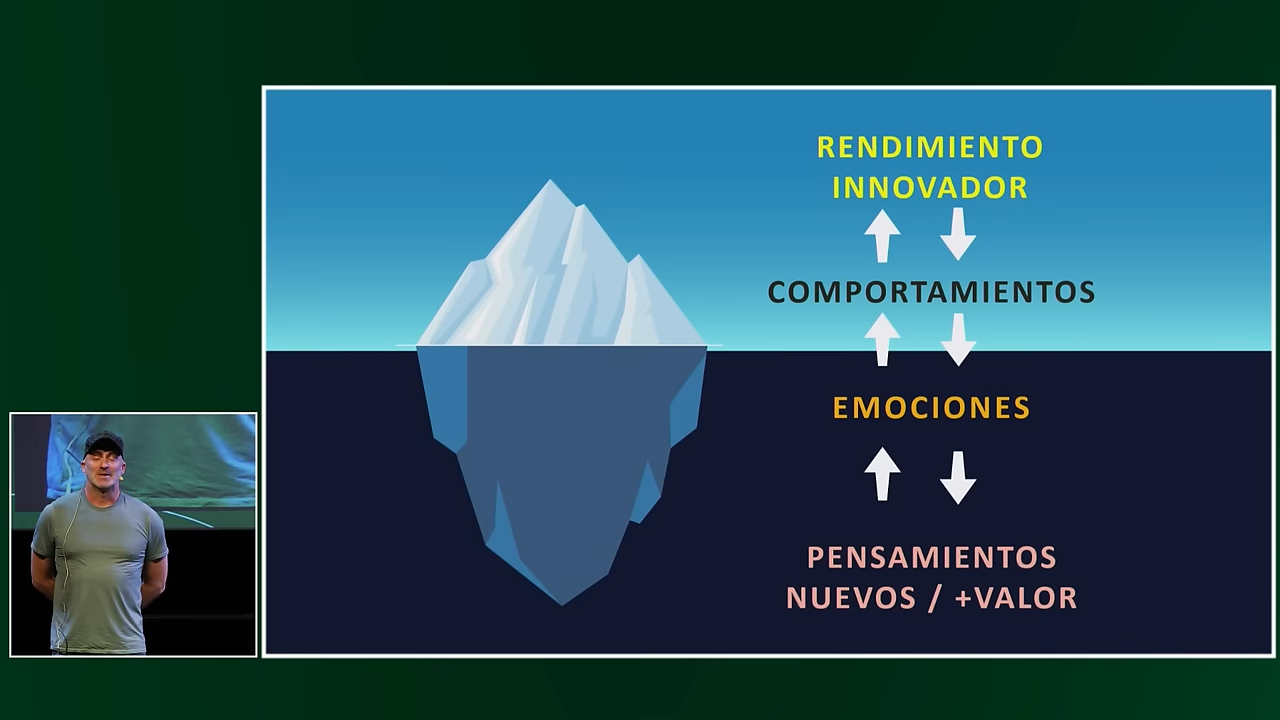 RENDIMIENTO
INNOVADOR
COMPORTAMIENTOS
EMOCIONES
PENSAMIENTOS
NUEVOS / +VALOR